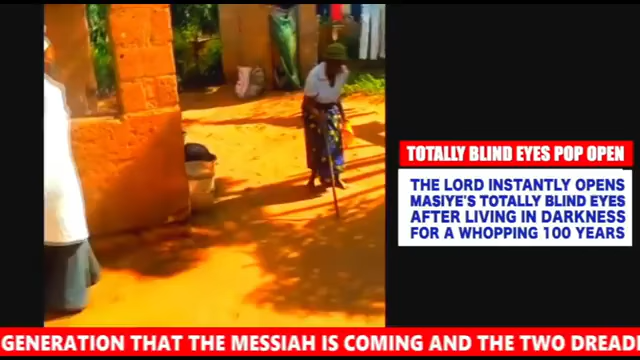 TOTALLY BLIND EYES POP OPEN
THE LORD INSTANTLY OPENS
MASIYE'S TOTALLY BLIND EYES
AFTER LIVING IN DARKNESS
FOR A WHOPPING 100 YEARS
GENERATION THAT THE MESSIAH IS COMING AND THE TWO DREAD